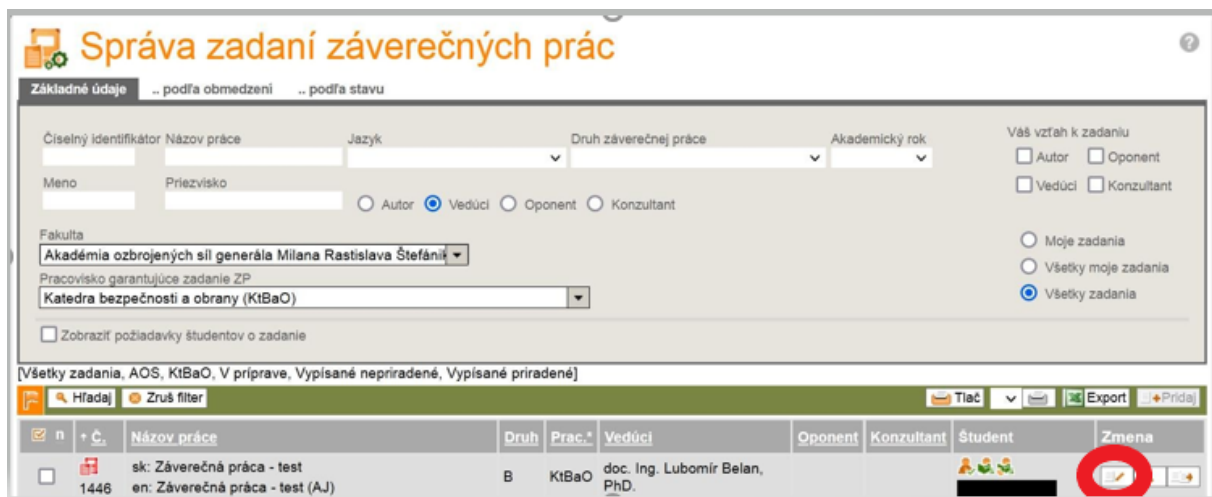 Správa zadaní záverečných prác
Základné údaje .. podľa obmedzení .. podľa stavu
Číselný identifikátor Názov práce Jazyk Druh záverečnej práce Akademický rok Váš vzťah k zadaniu
Autor Oponent
Meno Priezvisko Vedúci Konzultant
Autor Vedúci Oponent Konzultant
Fakulta
Moje zadania
Akadémia ozbrojených síl generála Milana Rastislava Štefánik
Všetky moje zadania
Pracovisko garantujúce zadanie ZP
Katedra bezpečnosti a obrany (KtBaO) Všetky zadania
Zobraziť požiadavky študentov o zadanie
[Všetky zadania, AOS, KtBaO, V príprave, Vypísané nepriradené, Vypísané priradené]
Hľadaj Zruš filter Tlač Export Pridaj
n ↑ Č. Názov práce Druh Prac.* Vedúci Oponent Konzultant Študent Zmena
sk: Záverečná práca - test
1446 en: Záverečná práca - test (AJ) B KtBaO doc. Ing. Lubomír Belan, PhD.